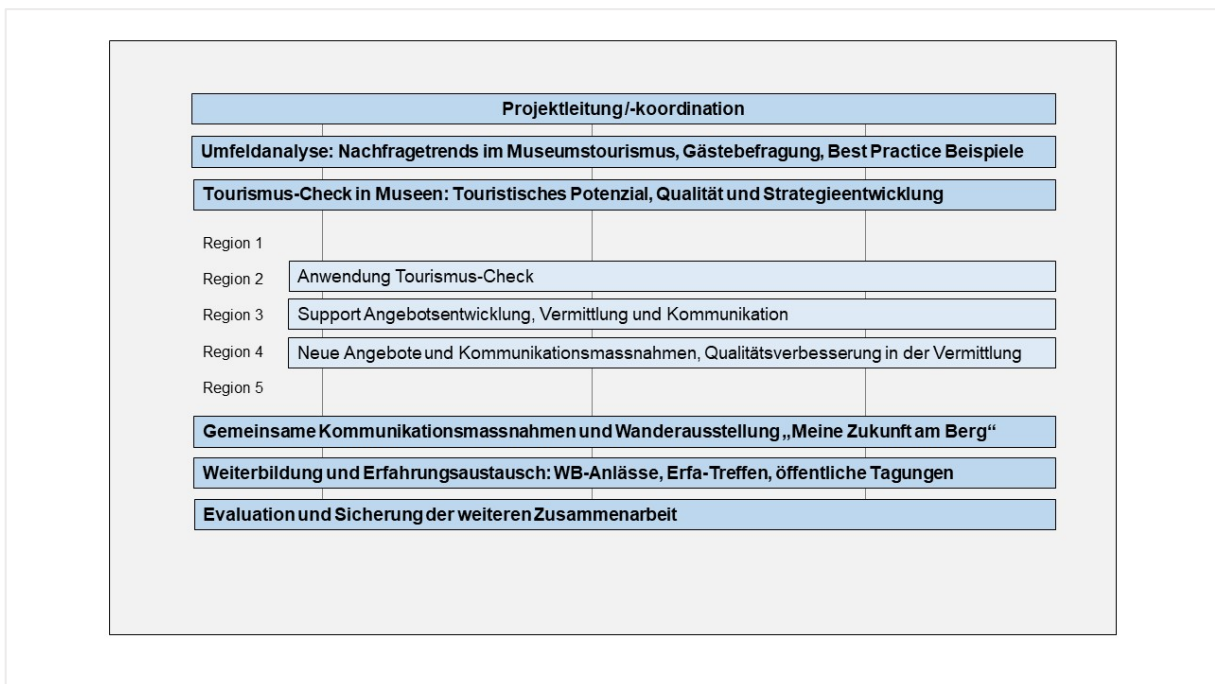 Projektleitung/-koordination
Umfeldanalyse: Nachfragetrends im Museumstourismus, Gästebefragung, Best Practice Beispiele
Tourismus-Check in Museen: Touristisches Potenzial, Qualität und Strategieentwicklung
Region 1
Region 2
Anwendung Tourismus-Check
Region 3
Support Angebotsentwicklung, Vermittlung und Kommunikation
Region 4
Neue Angebote und Kommunikationsmassnahmen, Qualitätsverbesserung in der Vermittlung
Region 5
Gemeinsame Kommunikationsmassnahmen und Wanderausstellung „Meine Zukunft am Berg“
Weiterbildung und Erfahrungsaustausch: WB-Anlässe, Erfa-Treffen, öffentliche Tagungen
Evaluation und Sicherung der weiteren Zusammenarbeit